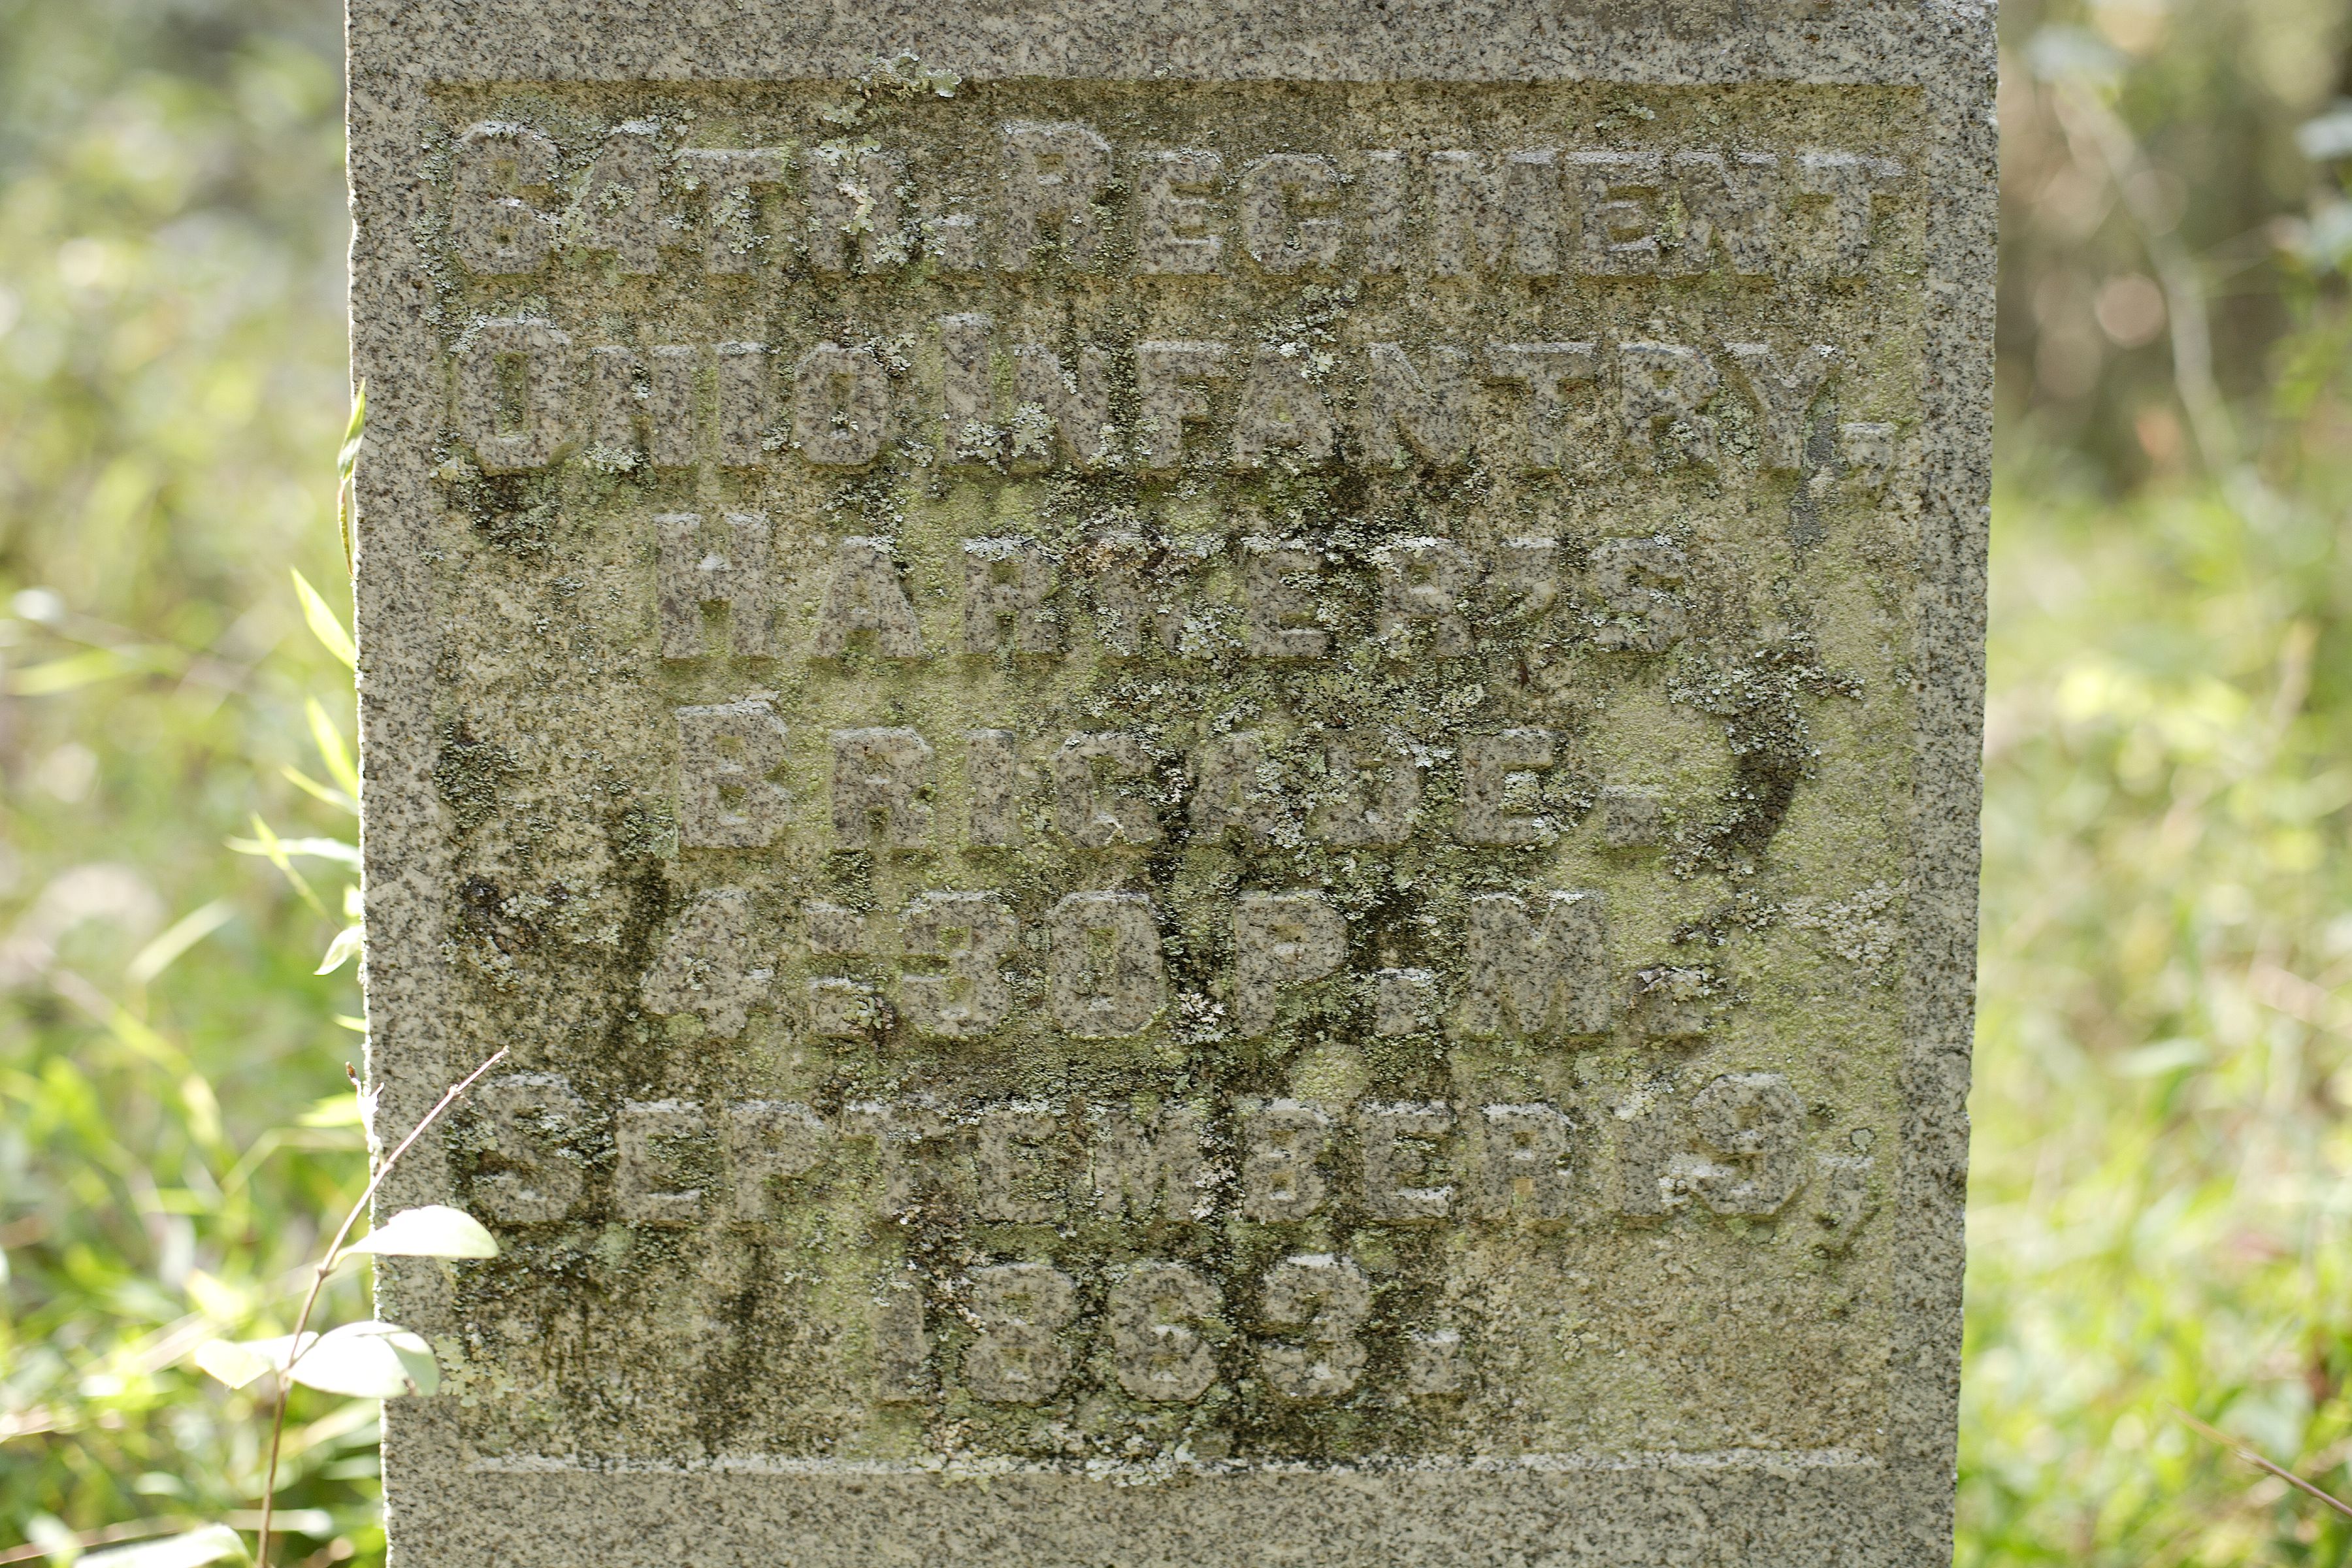 64TH REGIMENT
OHIO INFANTRY,
HARKER'S
BRIGADE.
4:30 P.M.
SEPTEMBER 19,
1863.